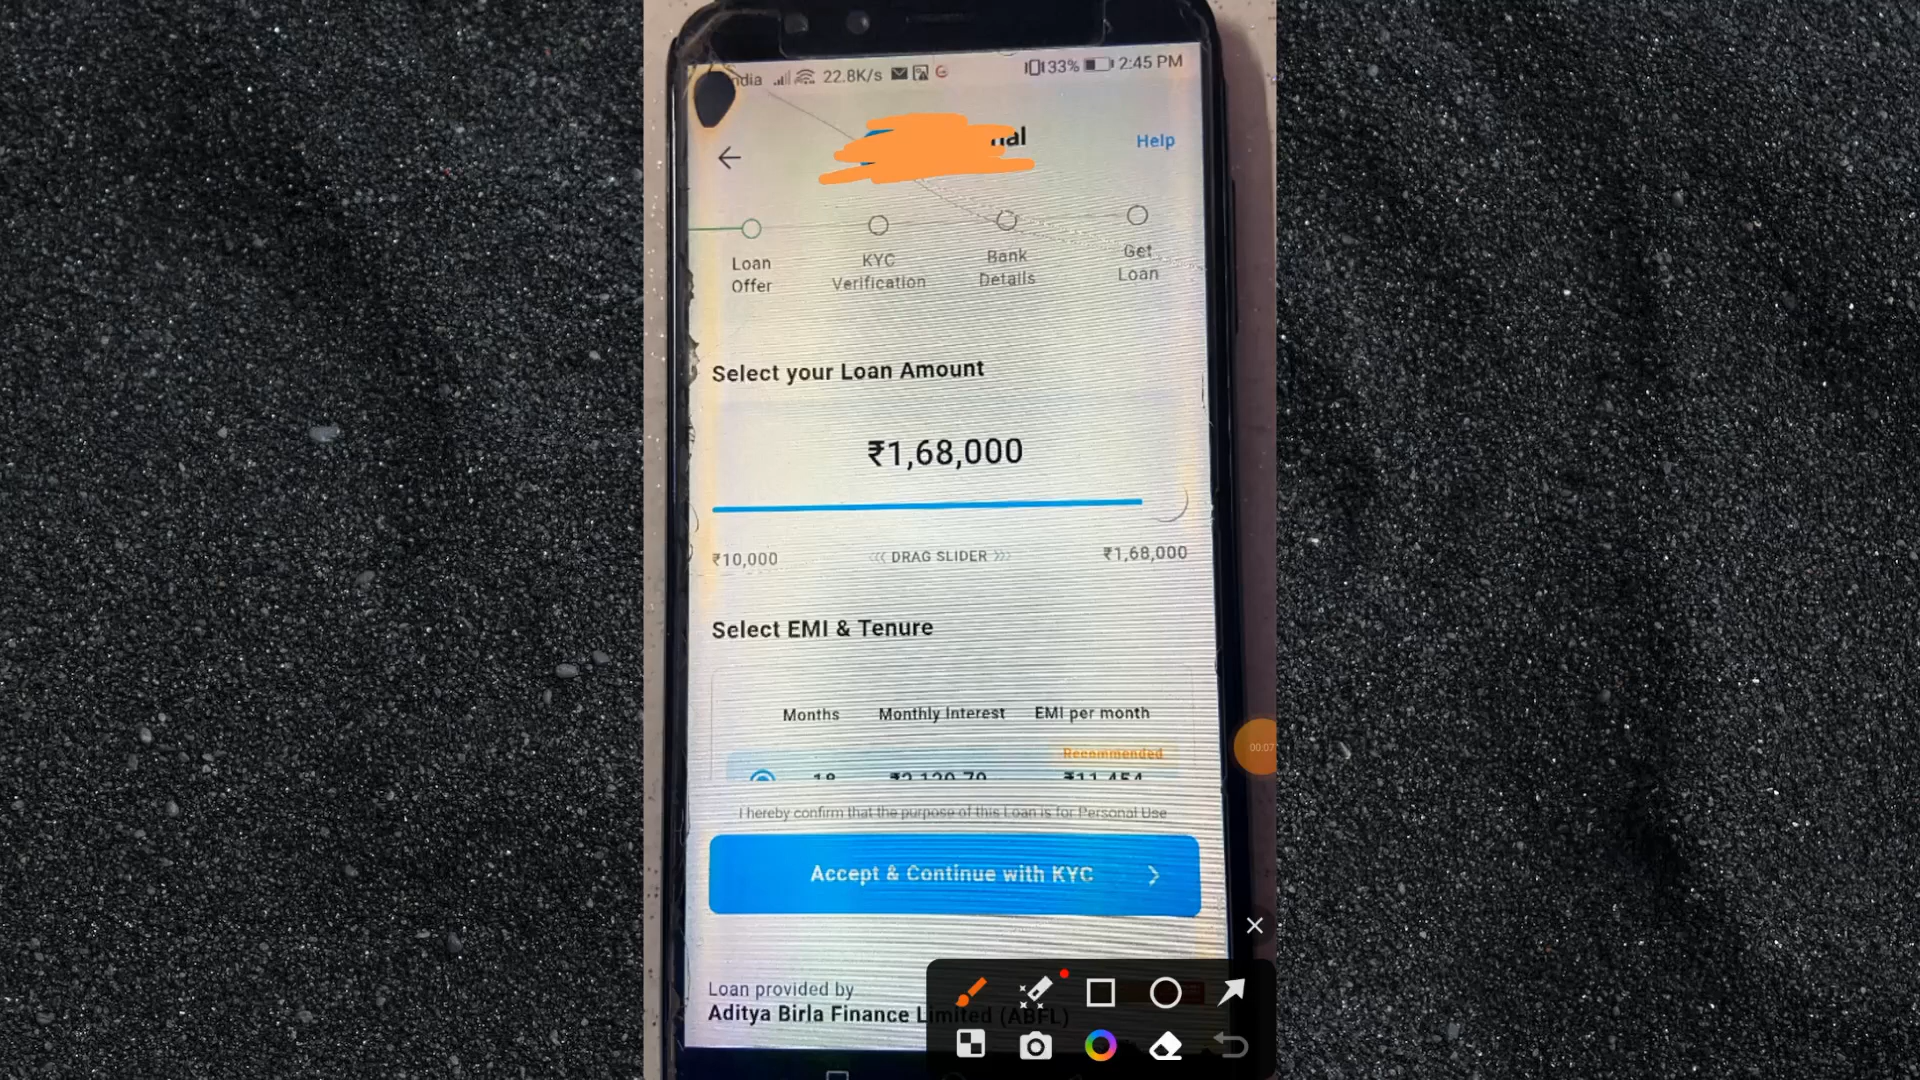 22.8K/s 33% 2:45 PM
Help
Loan Offer
KYC Verification
Bank Details
Get Loan
Select your Loan Amount
₹1,68,000
₹10,000 <<< DRAG SLIDER >>> ₹1,68,000
Select EMI & Tenure
Months Monthly Interest EMI per month
Recommended
18
I hereby confirm that the purpose of this Loan is for Personal Use
Accept & Continue with KYC >
00:07
Loan provided by
Aditya Birla Finance Limited (ABFL)